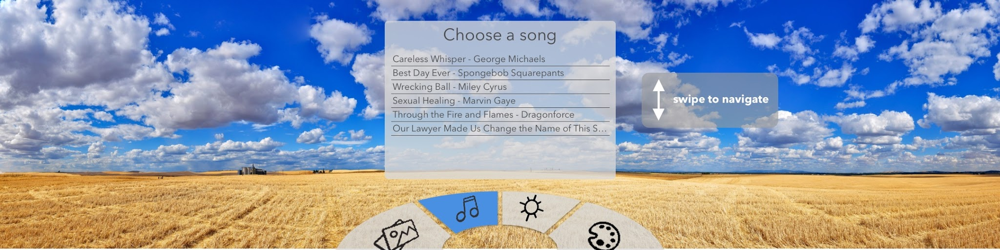 Choose a song
Careless Whisper - George Michaels
Best Day Ever - Spongebob Squarepants
Wrecking Ball - Miley Cyrus
Sexual Healing - Marvin Gaye
Through the Fire and Flames - Dragonforce
Our Lawyer Made Us Change the Name of This S...
swipe to navigate